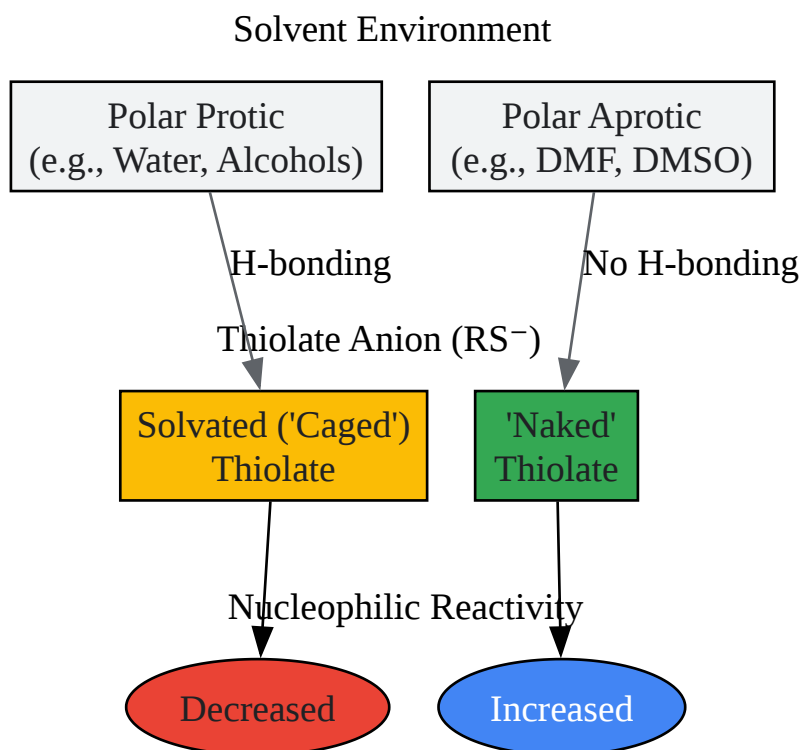 Solvent Environment
Polar Protic
(e.g., Water, Alcohols)
Polar Aprotic
(e.g., DMF, DMSO)
H-bonding
No H-bonding
Thiolate Anion (RS⁻)
Solvated ('Caged')
Thiolate
'Naked'
Thiolate
Nucleophilic Reactivity
Decreased
Increased